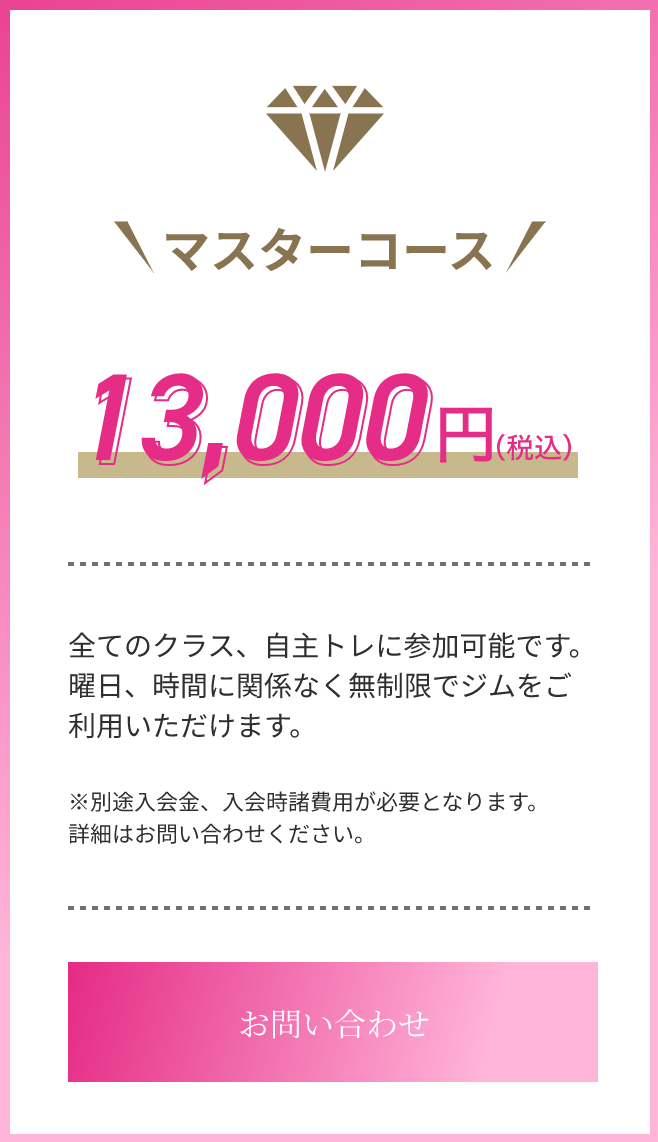 マスターコース
13,000円(税込)
全てのクラス、自主トレに参加可能です。
曜日、時間に関係なく無制限でジムをご
利用いただけます。
※別途入会金、入会時諸費用が必要となります。
詳細はお問い合わせください。
お問い合わせ